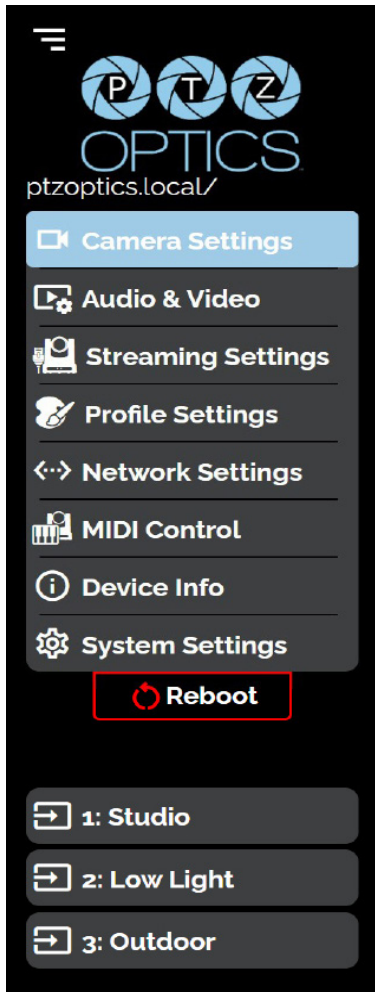 P T Z
OPTICS
ptzoptics.local/
Camera Settings
Audio & Video
Streaming Settings
Profile Settings
Network Settings
MIDI Control
Device Info
System Settings
Reboot
1: Studio
2: Low Light
3: Outdoor